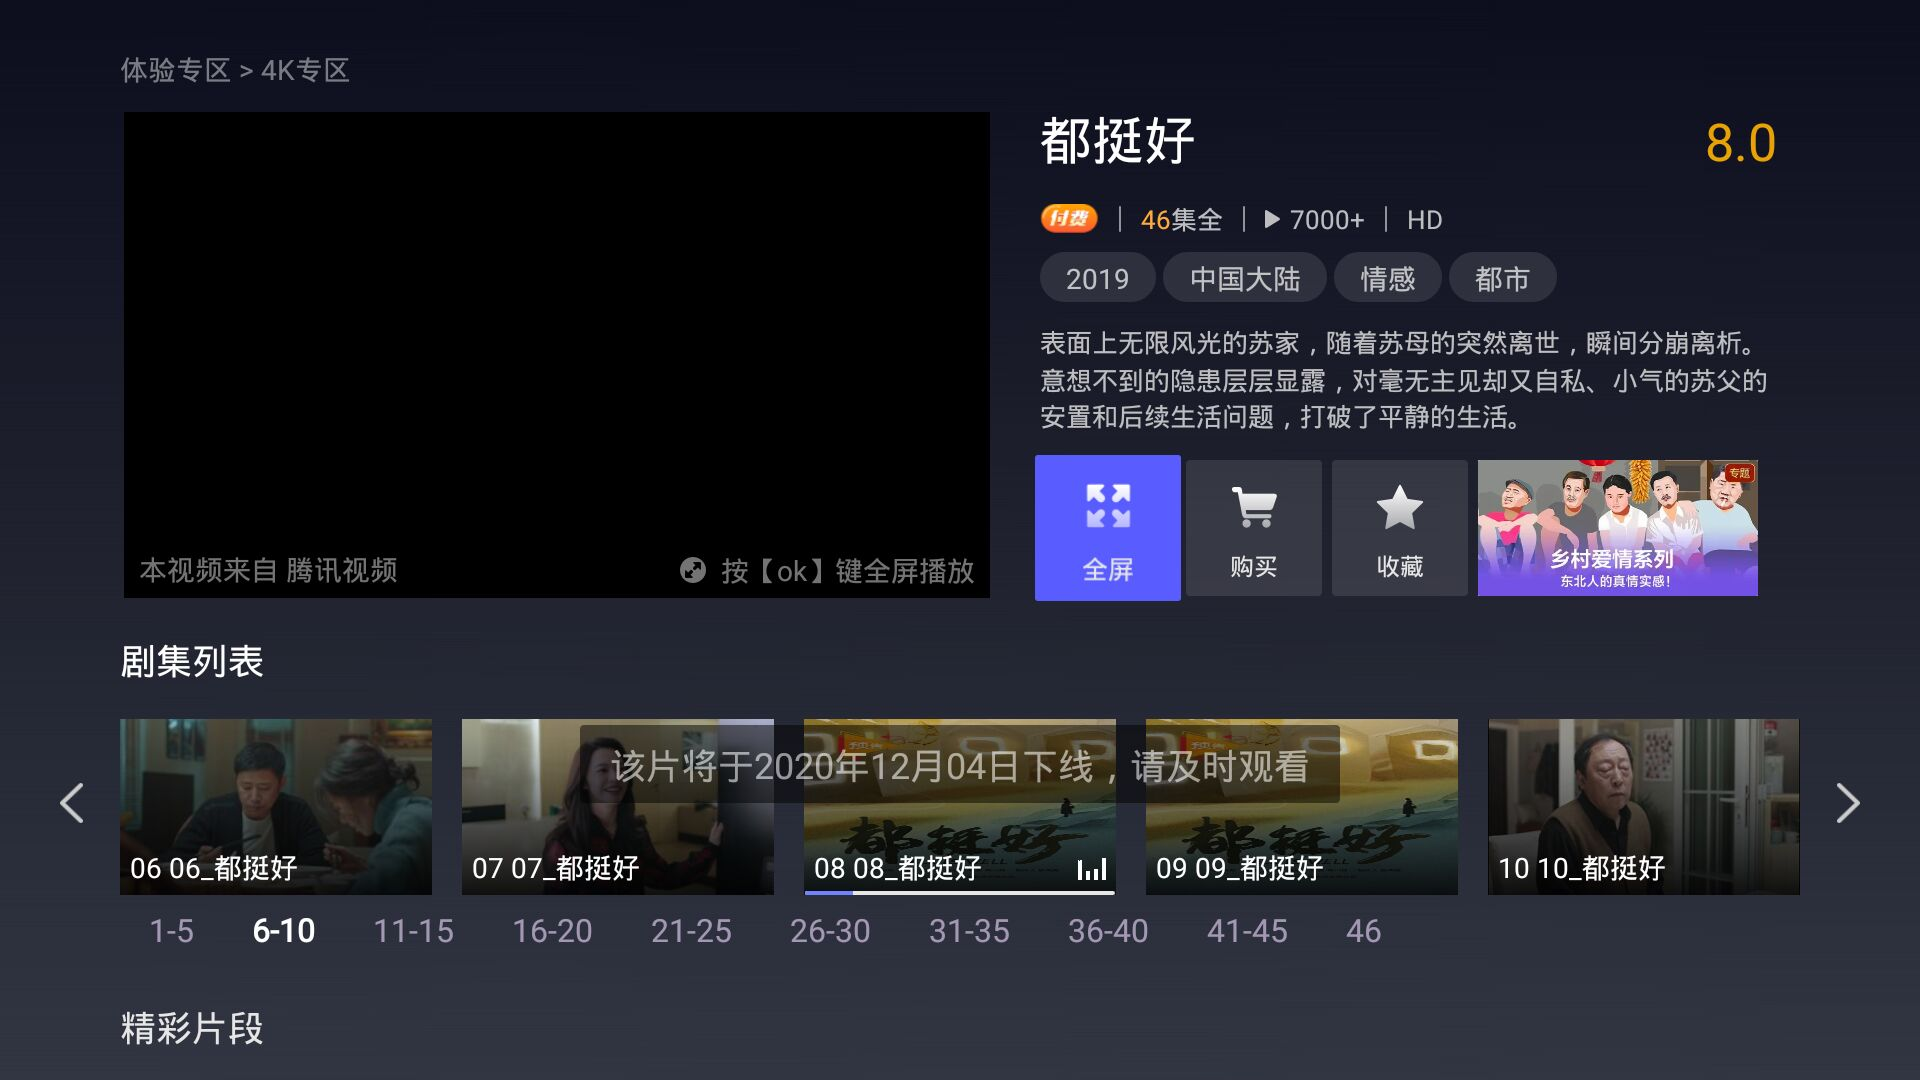 体验专区 > 4K专区
都挺好
8.0
付费 | 46集全 | 7000+ | HD
2019 中国大陆 情感 都市
表面上无限风光的苏家，随着苏母的突然离世，瞬间分崩离析。
意想不到的隐患层层显露，对毫无主见却又自私、小气的苏父的
安置和后续生活问题，打破了平静的生活。
本视频来自 腾讯视频
按【ok】键全屏播放
全屏
购买
收藏
专题
乡村爱情系列
东北人的真情实感!
剧集列表
该片将于2020年12月04日下线，请及时观看
都挺好
都挺好
06 06_都挺好
07 07_都挺好
08 08_都挺好
09 09_都挺好
10 10_都挺好
1-5 6-10 11-15 16-20 21-25 26-30 31-35 36-40 41-45 46
精彩片段